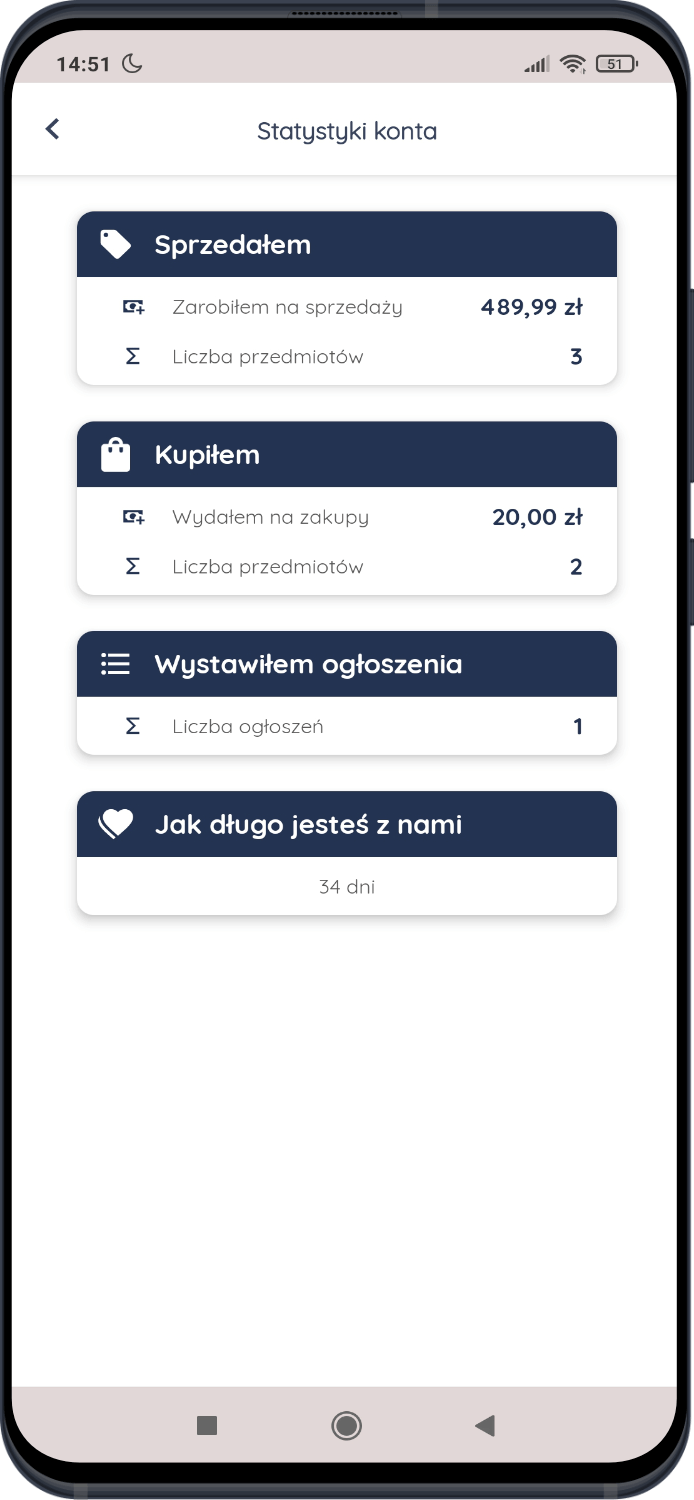 14:51 51
Statystyki konta
Sprzedałem
Zarobiłem na sprzedaży 489,99 zł
Σ Liczba przedmiotów 3
Kupiłem
Wydałem na zakupy 20,00 zł
Σ Liczba przedmiotów 2
Wystawiłem ogłoszenia
Σ Liczba ogłoszeń 1
Jak długo jesteś z nami
34 dni